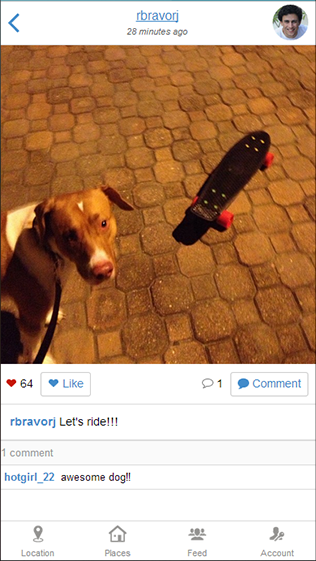 rbravorj
28 minutes ago
64 Like 1 Comment
rbravorj Let's ride!!!
1 comment
hotgirl_22 awesome dog!!
Location Places Feed Account